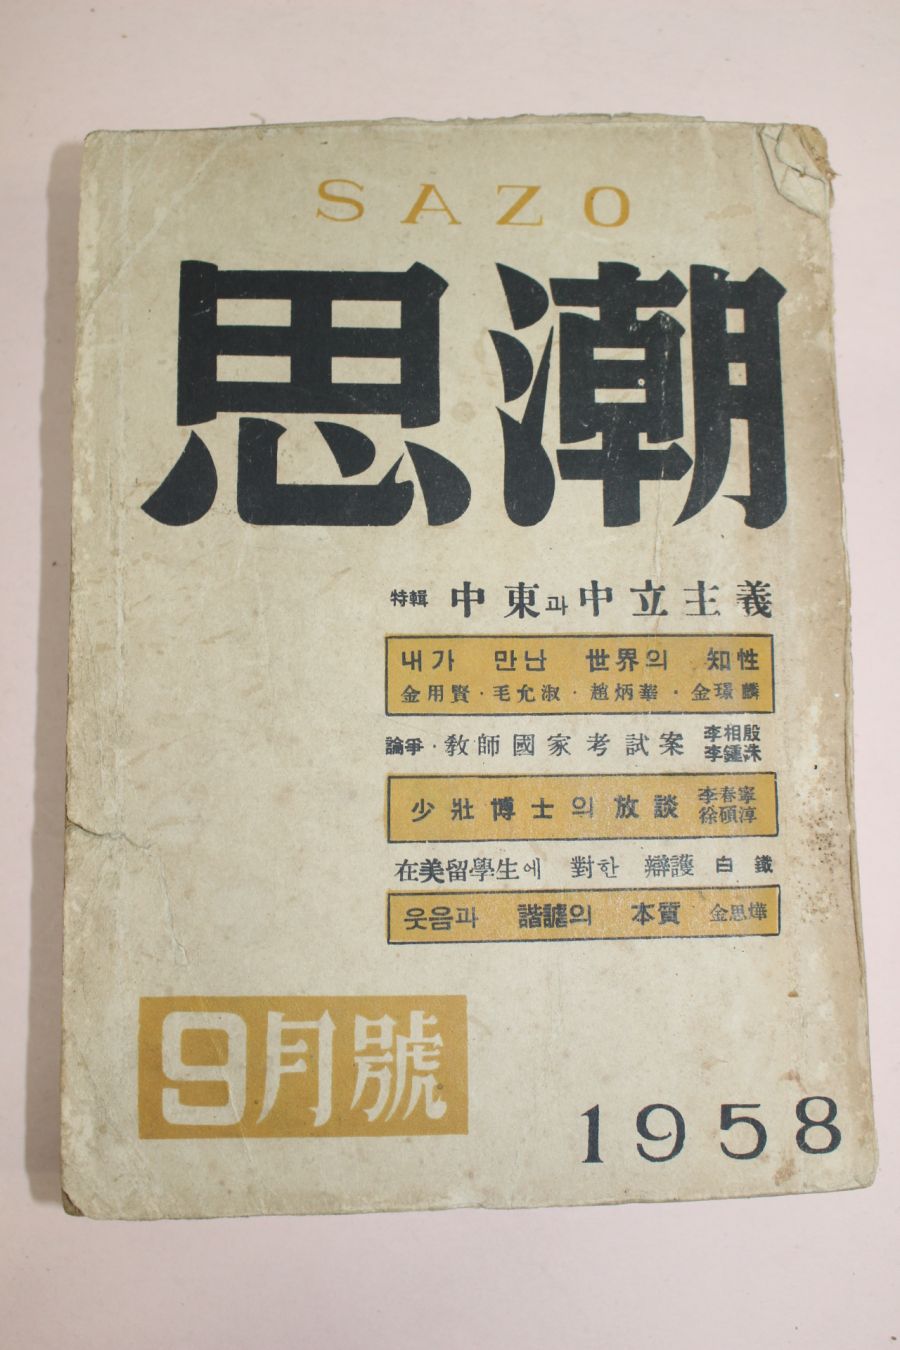 SAZO
思潮
特輯 中東과 中立主義
내가 만난 世界의 知性
金用賢·毛允淑·趙炳華·金環麟
論爭·敎師國家考試案 李相殷
李鍾洙
少壯博士의 放談 李春寧
徐碩淳
在美留學生에 對한 辯護 白鐵
웃음과 諧謔의 本質 金思燁
9月號
1958